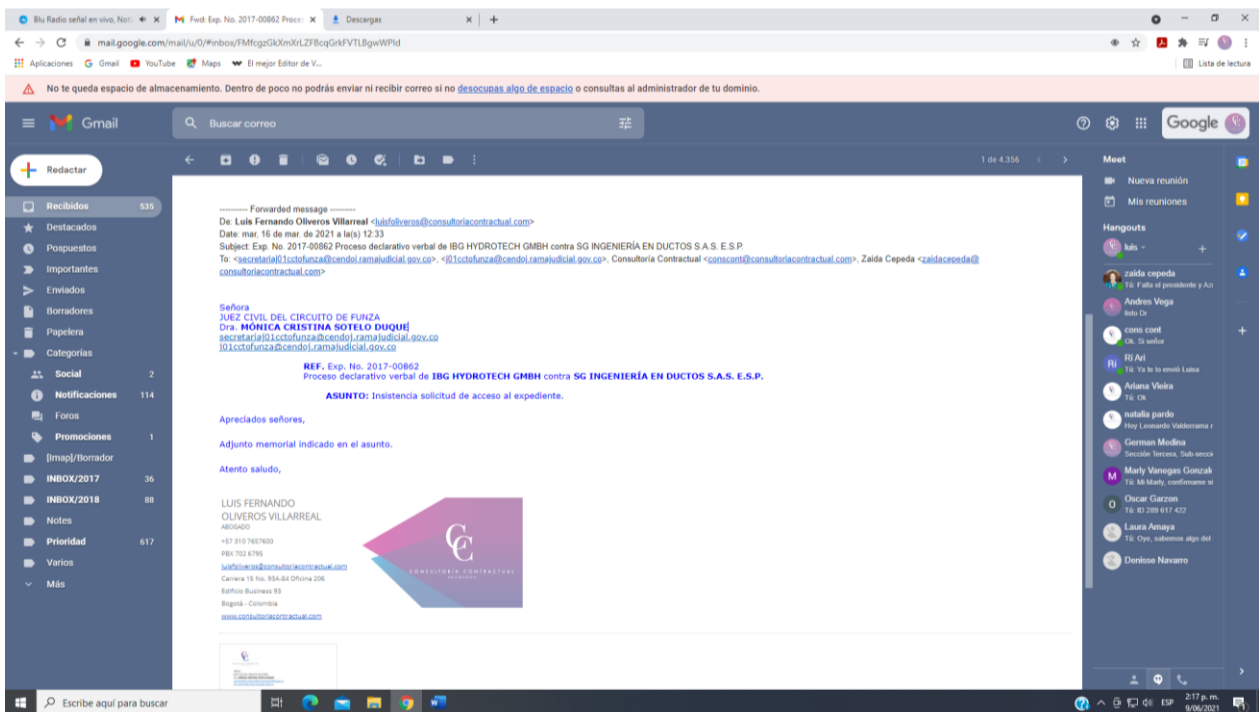 Blu Radio señal en vivo, Noti
Fwd: Exp. No. 2017-00862 Proce
Descargas
mail.google.com/mail/u/0/#inbox/FMfcgzGkXmXrLZFBcqGrkFVTLBgwWPld
Aplicaciones Gmail YouTube Maps El mejor Editor de V...
Lista de lectura
No te queda espacio de almacenamiento. Dentro de poco no podrás enviar ni recibir correo si no desocupas algo de espacio o consultas al administrador de tu dominio.
Gmail
Buscar correo
Google
Redactar
1 de 4.356
Recibidos 535
Destacados
Pospuestos
Importantes
Enviados
Borradores
Papelera
Categorías
Social 2
Notificaciones 114
Foros
Promociones 1
[Imap]/Borrador
INBOX/2017 36
INBOX/2018 88
Notes
Prioridad 617
Varios
Más
---------- Forwarded message ---------
De: Luis Fernando Oliveros Villarreal <luisfoliveros@consultoriacontractual.com>
Date: mar, 16 de mar. de 2021 a la(s) 12:33
Subject: Exp. No. 2017-00862 Proceso declarativo verbal de IBG HYDROTECH GMBH contra SG INGENIERÍA EN DUCTOS S.A.S. E.S.P.
To: <secretariaj01cctofunza@cendoj.ramajudicial.gov.co>, <j01cctofunza@cendoj.ramajudicial.gov.co>, Consultoría Contractual <conscont@consultoriacontractual.com>, Zaida Cepeda <zaidacepeda@
consultoriacontractual.com>
Señora
JUEZ CIVIL DEL CIRCUITO DE FUNZA
Dra. MÓNICA CRISTINA SOTELO DUQUE
secretariaj01cctofunza@cendoj.ramajudicial.gov.co
j01cctofunza@cendoj.ramajudicial.gov.co
REF. Exp. No. 2017-00862
Proceso declarativo verbal de IBG HYDROTECH GMBH contra SG INGENIERÍA EN DUCTOS S.A.S. E.S.P.
ASUNTO: Insistencia solicitud de acceso al expediente.
Apreciados señores,
Adjunto memorial indicado en el asunto.
Atento saludo,
LUIS FERNANDO
OLIVEROS VILLARREAL
ABOGADO
+57 310 7657600
PBX 702 6795
luisfoliveros@consultoriacontractual.com
Carrera 15 No. 93A-84 Oficina 206
Edificio Business 93
Bogotá - Colombia
www.consultoriacontractual.com
CC
CONSULTORÍA CONTRACTUAL
Meet
Nueva reunión
Mis reuniones
Hangouts
luis
zaida cepeda
Tú: Falta el presidente y Azi
Andres Vega
listo Dr
cons cont
Ok. Si señor
Ri Ari
Tú: Ya te lo envió Luisa
Ariana Vieira
Tú: Ok
natalia pardo
Hoy Leonardo Valderrama r
German Medina
Sección Tercera, Sub-secci
Marly Vanegas Gonzal
Tú: Mi Marly, confírmame si
Oscar Garzon
Tú: ID 289 617 422
Laura Amaya
Tú: Oye, sabemos algo del
Denisse Navarro
Escribe aquí para buscar
ESP
2:17 p. m.
9/06/2021